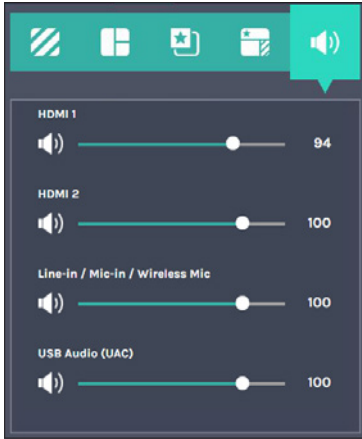 HDMI 1
94
HDMI 2
100
Line-in / Mic-in / Wireless Mic
100
USB Audio (UAC)
100